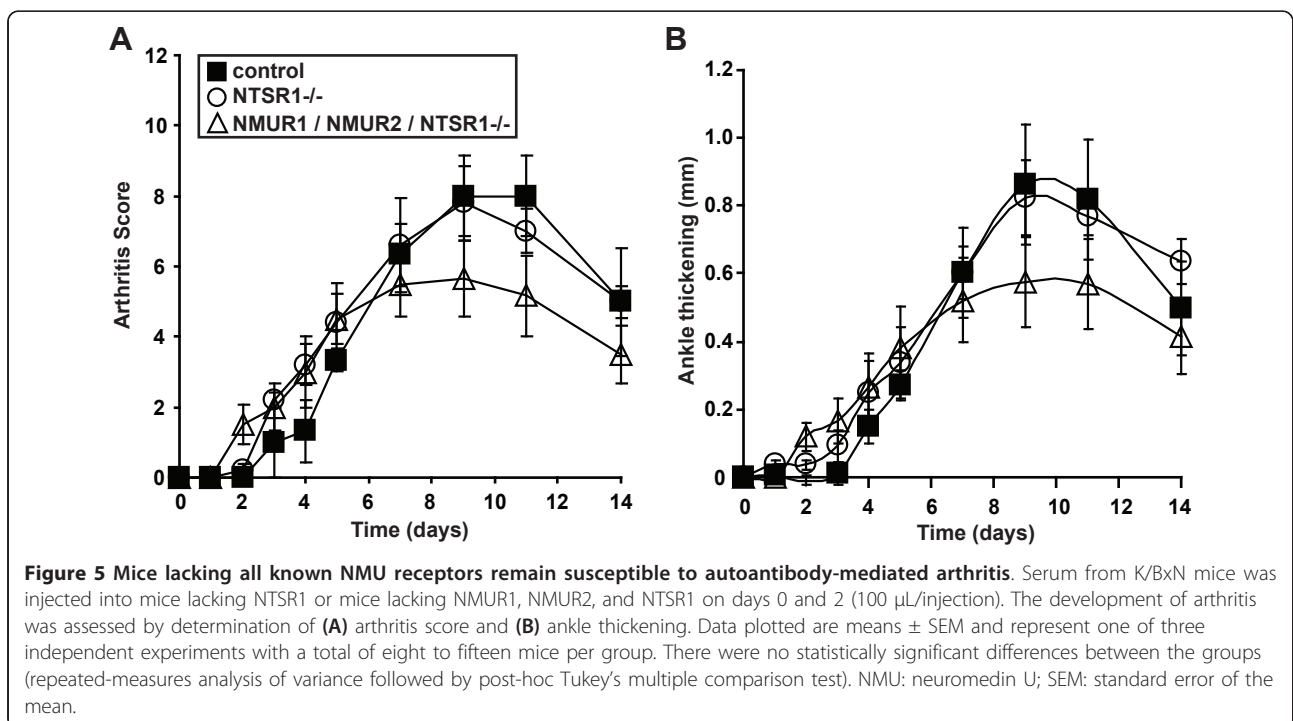 A
B
control
NTSR1-/-
NMUR1 / NMUR2 / NTSR1-/-
Arthritis Score
12
10
8
6
4
2
0
0 2 4 6 8 10 12 14
Time (days)
Ankle thickening (mm)
1.2
1.0
0.8
0.6
0.4
0.2
0
0 2 4 6 8 10 12 14
Time (days)
Figure 5 Mice lacking all known NMU receptors remain susceptible to autoantibody-mediated arthritis. Serum from K/BxN mice was
injected into mice lacking NTSR1 or mice lacking NMUR1, NMUR2, and NTSR1 on days 0 and 2 (100 μL/injection). The development of arthritis
was assessed by determination of (A) arthritis score and (B) ankle thickening. Data plotted are means ± SEM and represent one of three
independent experiments with a total of eight to fifteen mice per group. There were no statistically significant differences between the groups
(repeated-measures analysis of variance followed by post-hoc Tukey's multiple comparison test). NMU: neuromedin U; SEM: standard error of the
mean.